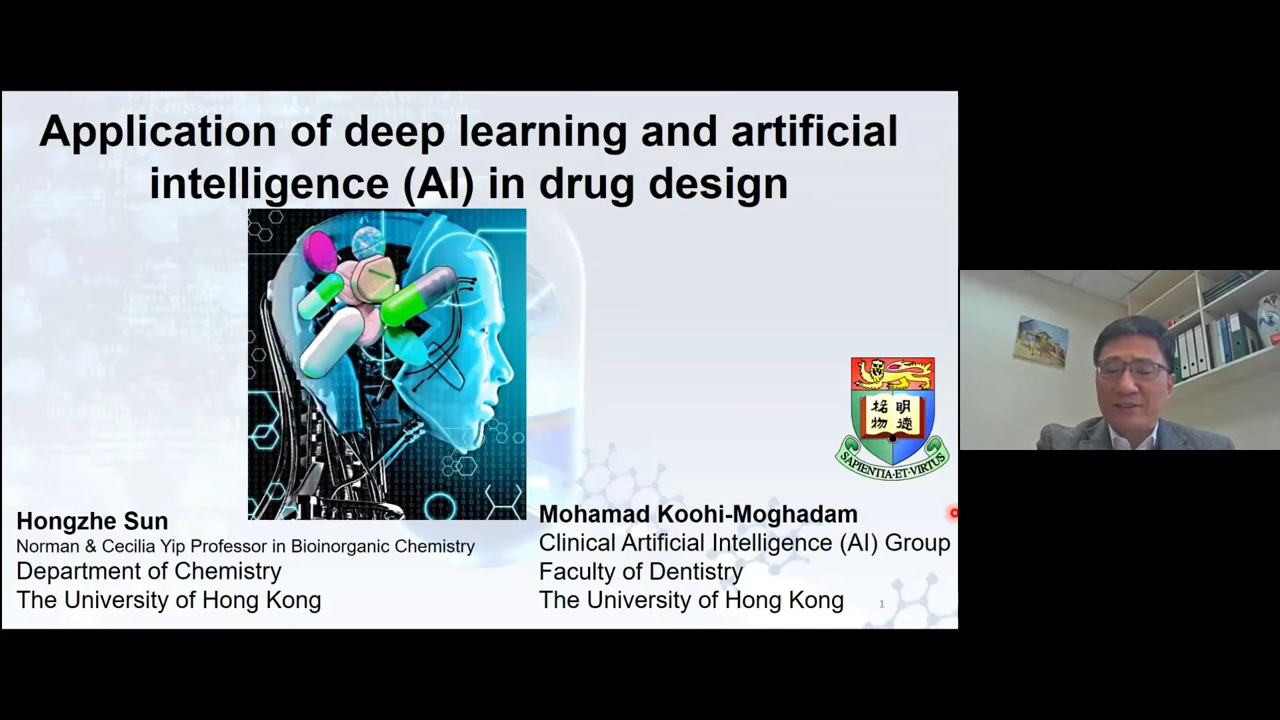 Application of deep learning and artificial
intelligence (AI) in drug design
明德
格物
SAPIENTIA·ET·VIRTUS
Hongzhe Sun
Norman & Cecilia Yip Professor in Bioinorganic Chemistry
Department of Chemistry
The University of Hong Kong
Mohamad Koohi-Moghadam
Clinical Artificial Intelligence (AI) Group
Faculty of Dentistry
The University of Hong Kong
1